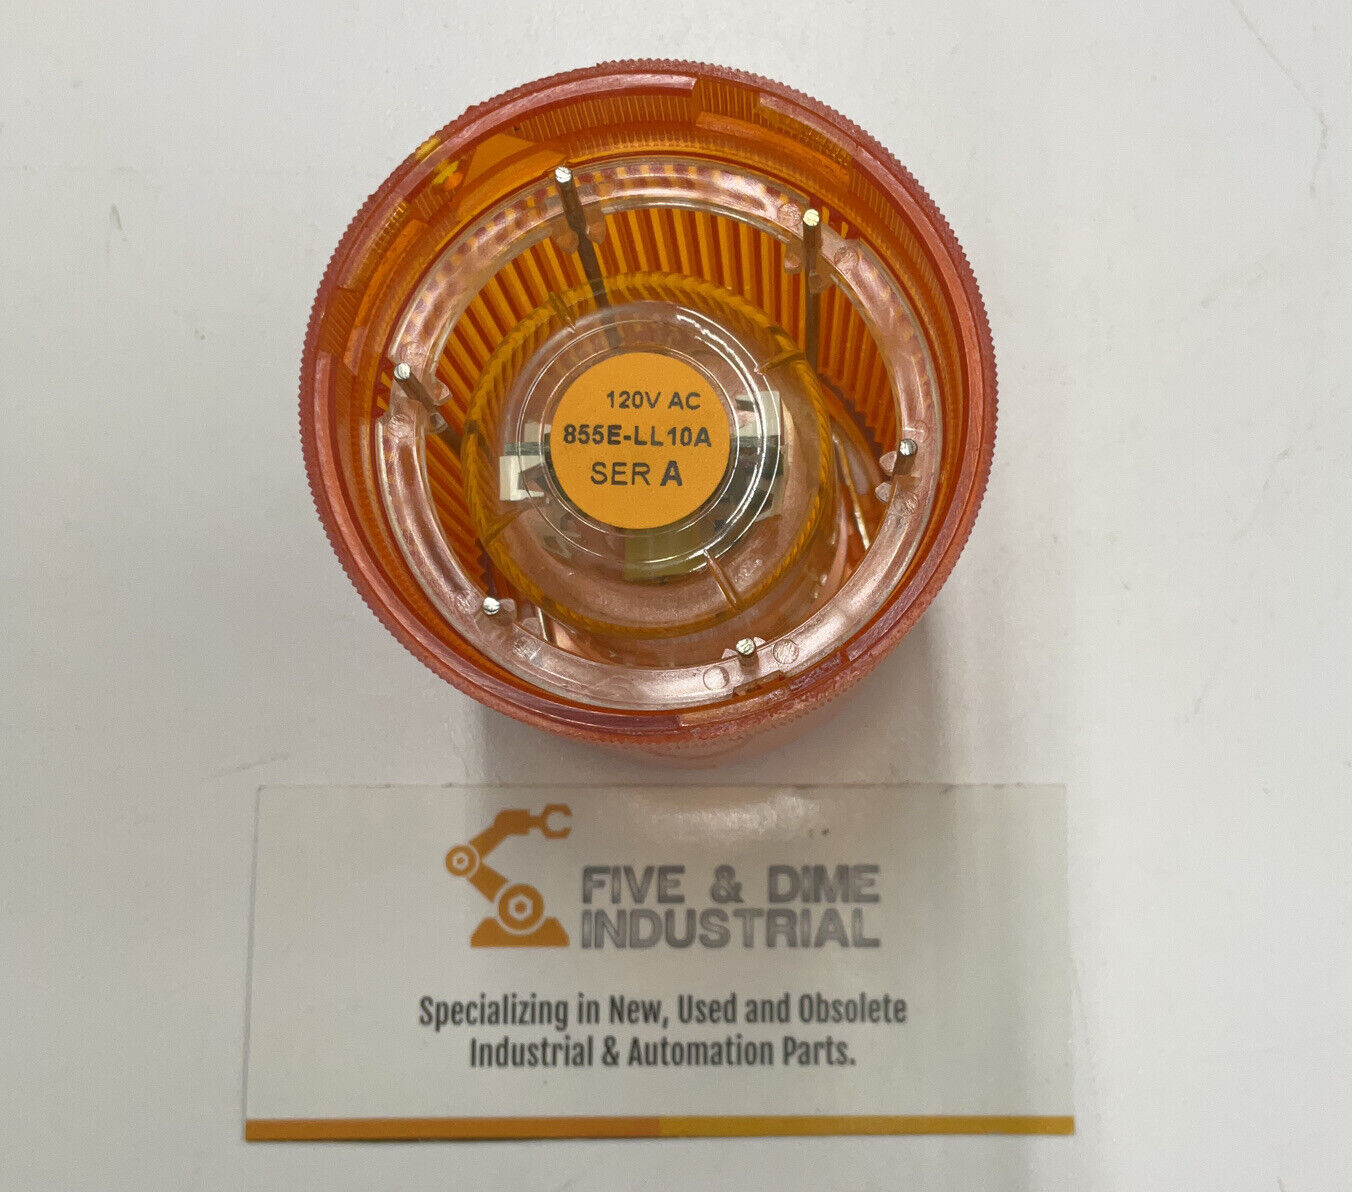 120V AC
855E-LL10A
SER A
FIVE & DIME
INDUSTRIAL
Specializing in New, Used and Obsolete
Industrial & Automation Parts.